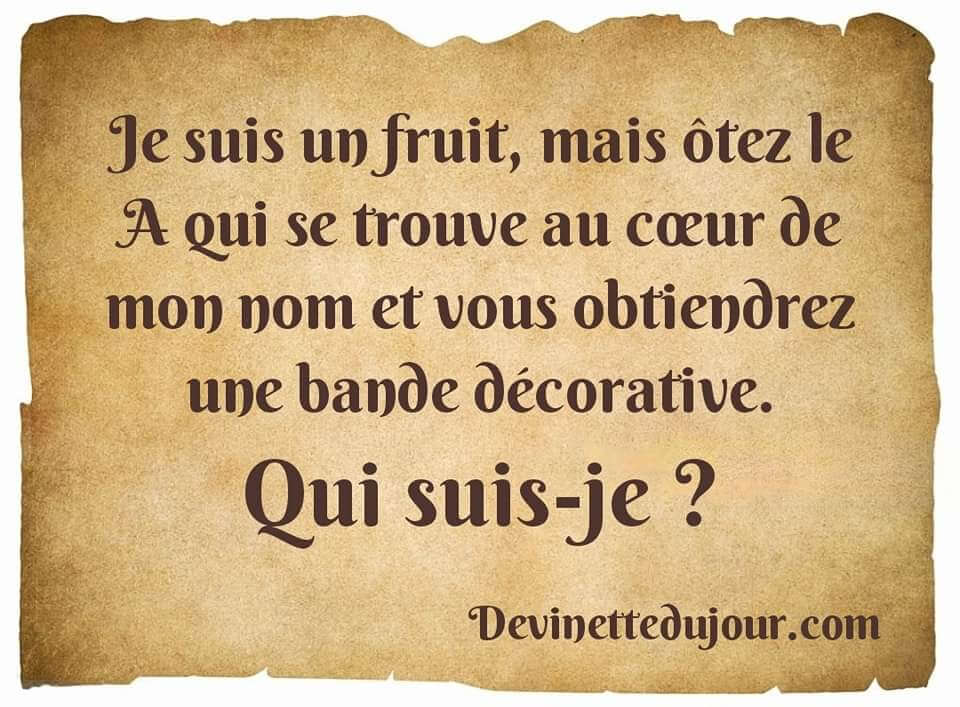 Je suis un fruit, mais ôtez le
A qui se trouve au cœur de
mon nom et vous obtiendrez
une bande décorative.
Qui suis-je ?
Devinettedujour.com